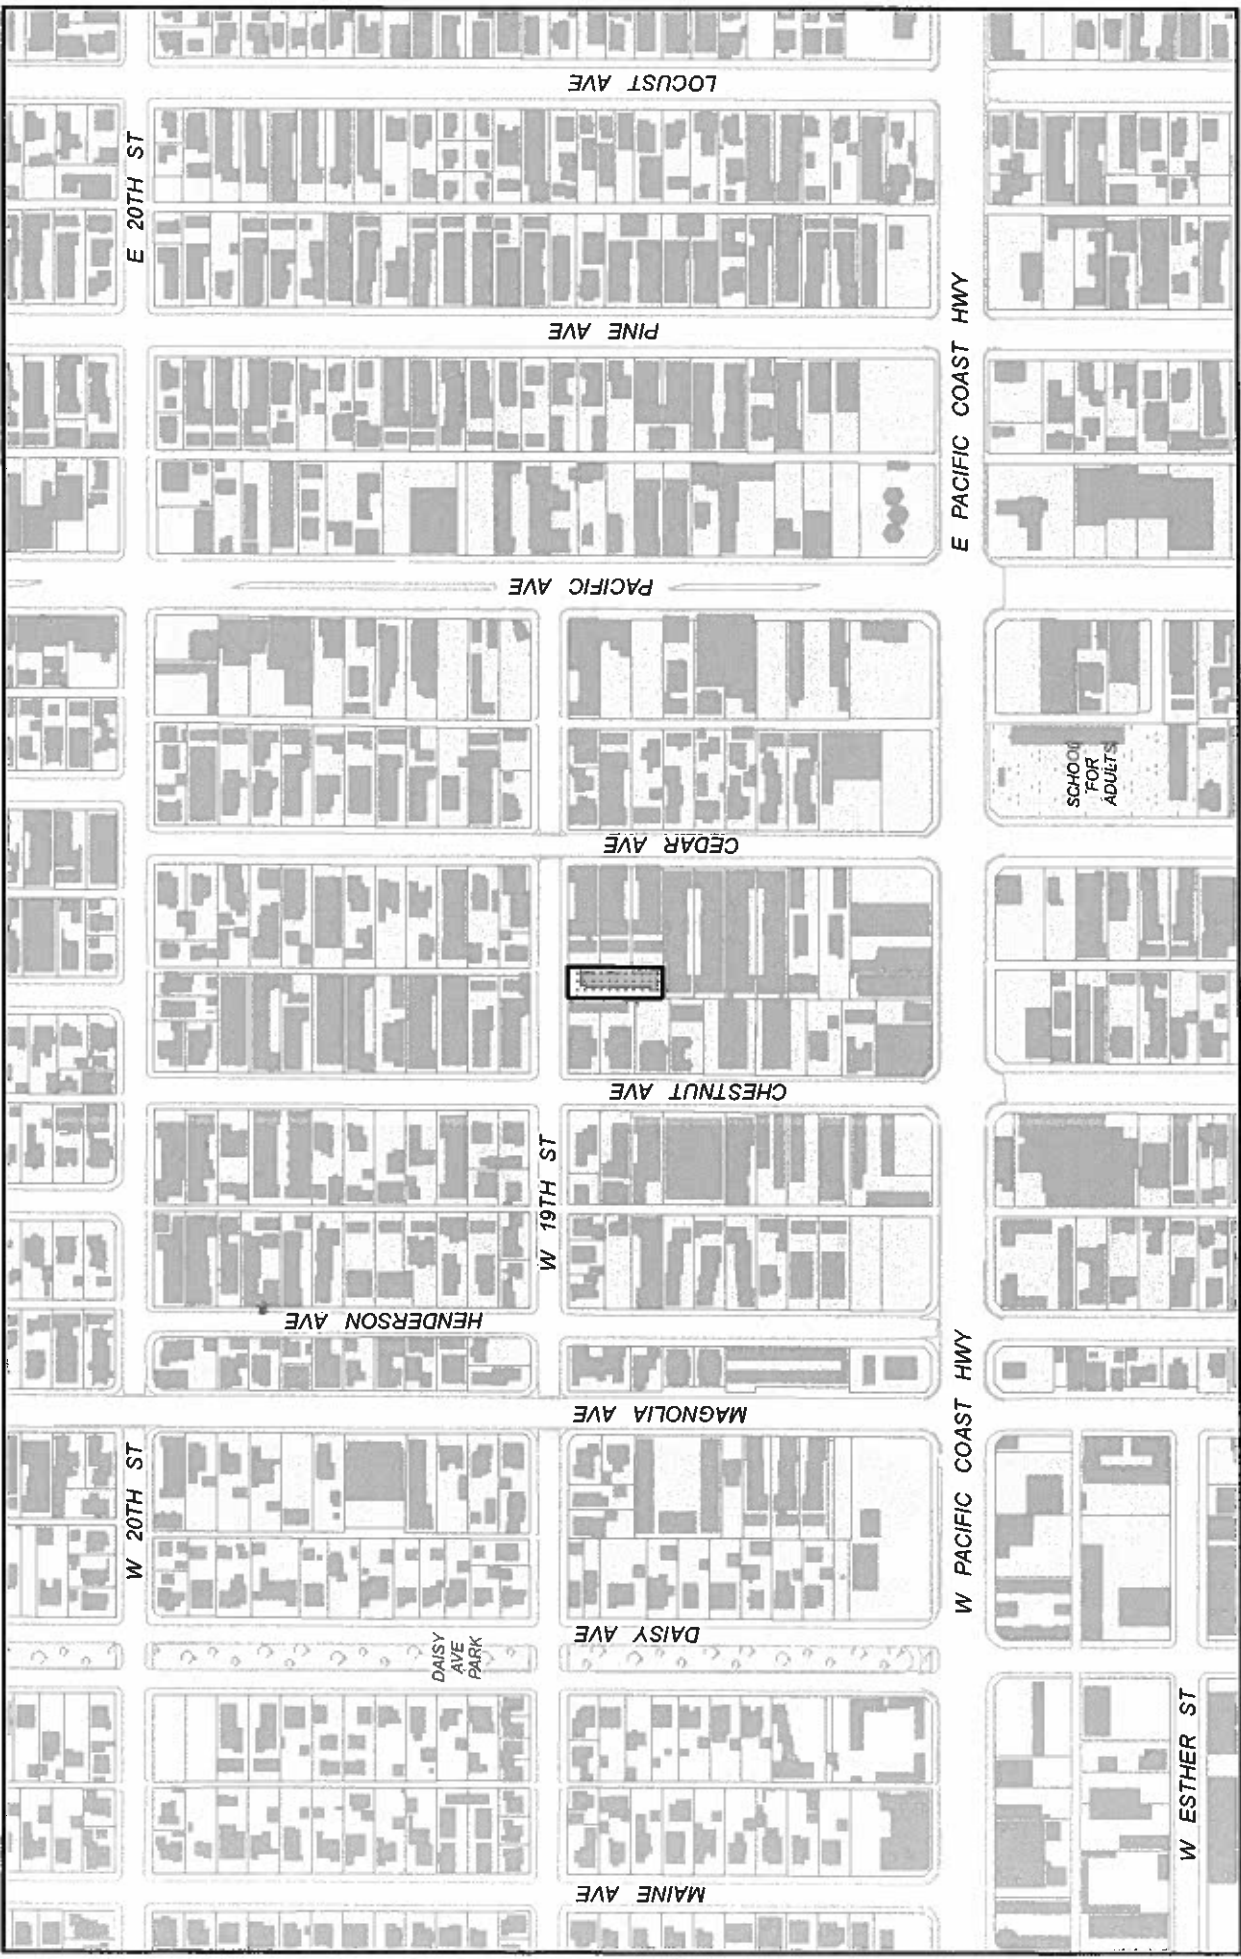 LOCUST AVE
E 20TH ST
PINE AVE
E PACIFIC COAST HWY
PACIFIC AVE
SCHOOL
FOR
ADULTS
CEDAR AVE
CHESTNUT AVE
W 19TH ST
HENDERSON AVE
MAGNOLIA AVE
W PACIFIC COAST HWY
W 20TH ST
DAISY AVE
DAISY
AVE
PARK
W ESTHER ST
MAINE AVE